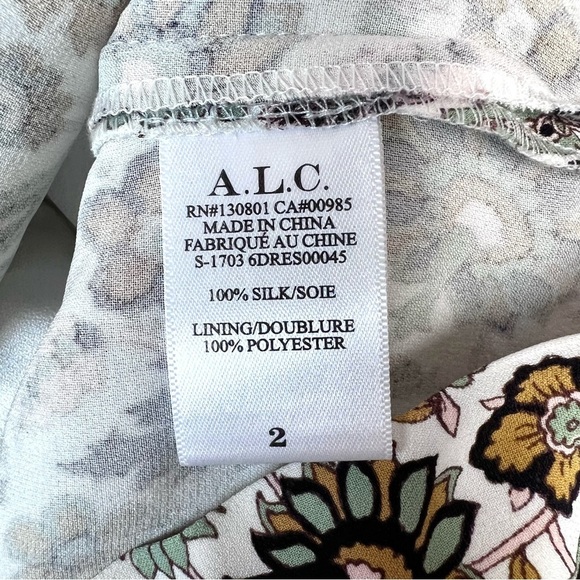 A.L.C.
RN#130801 CA#00985
MADE IN CHINA
FABRIQUÉ AU CHINE
S-1703 6DRES00045
100% SILK/SOIE
LINING/DOUBLURE
100% POLYESTER
2